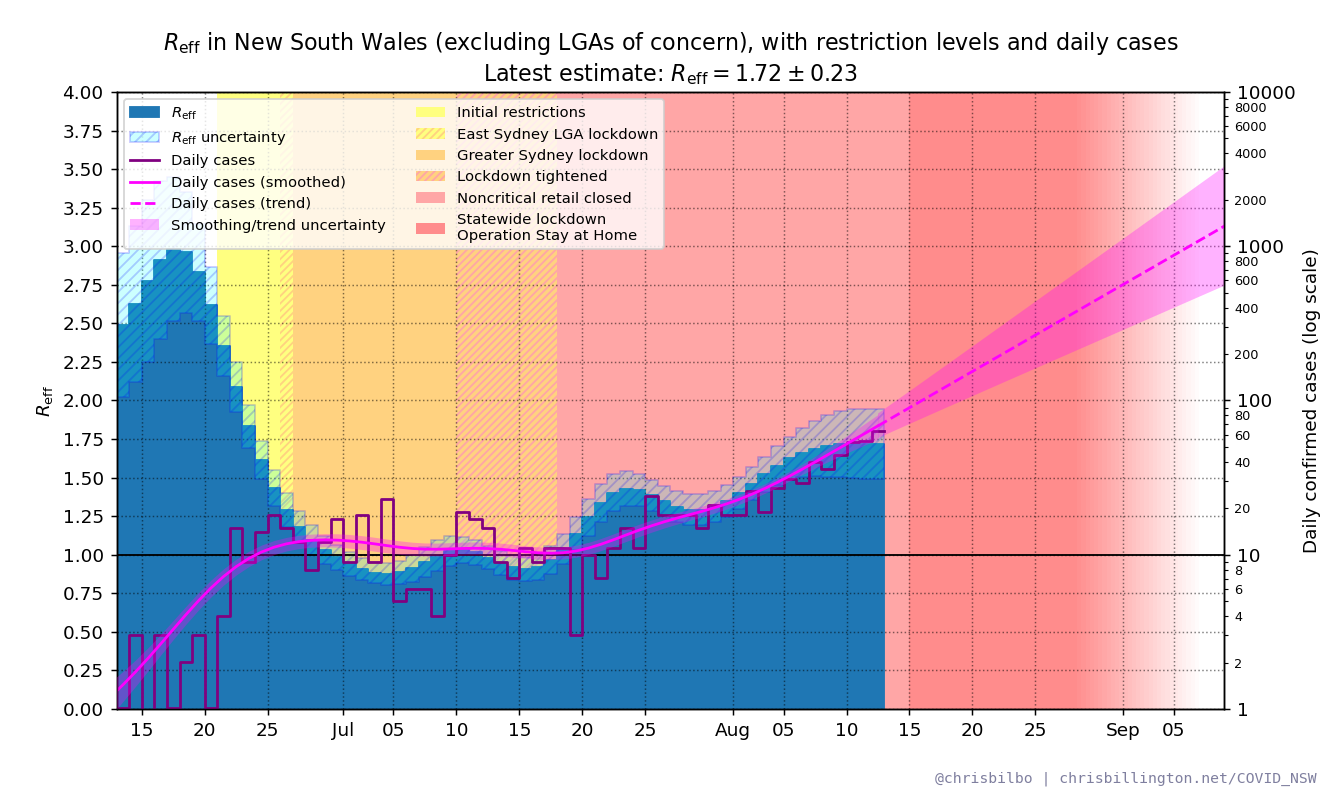 Reff in New South Wales (excluding LGAs of concern), with restriction levels and daily cases
Latest estimate: Reff = 1.72 ± 0.23
Reff
Reff uncertainty
Daily cases
Daily cases (smoothed)
Daily cases (trend)
Smoothing/trend uncertainty
Initial restrictions
East Sydney LGA lockdown
Greater Sydney lockdown
Lockdown tightened
Noncritical retail closed
Statewide lockdown
Operation Stay at Home
Reff
4.00
3.75
3.50
3.25
3.00
2.75
2.50
2.25
2.00
1.75
1.50
1.25
1.00
0.75
0.50
0.25
0.00
10000
8000
6000
4000
2000
1000
800
600
400
200
100
80
60
40
20
10
8
6
4
2
1
Daily confirmed cases (log scale)
15 20 25 Jul 05 10 15 20 25 Aug 05 10 15 20 25 Sep 05
@chrisbilbo | chrisbillington.net/COVID_NSW